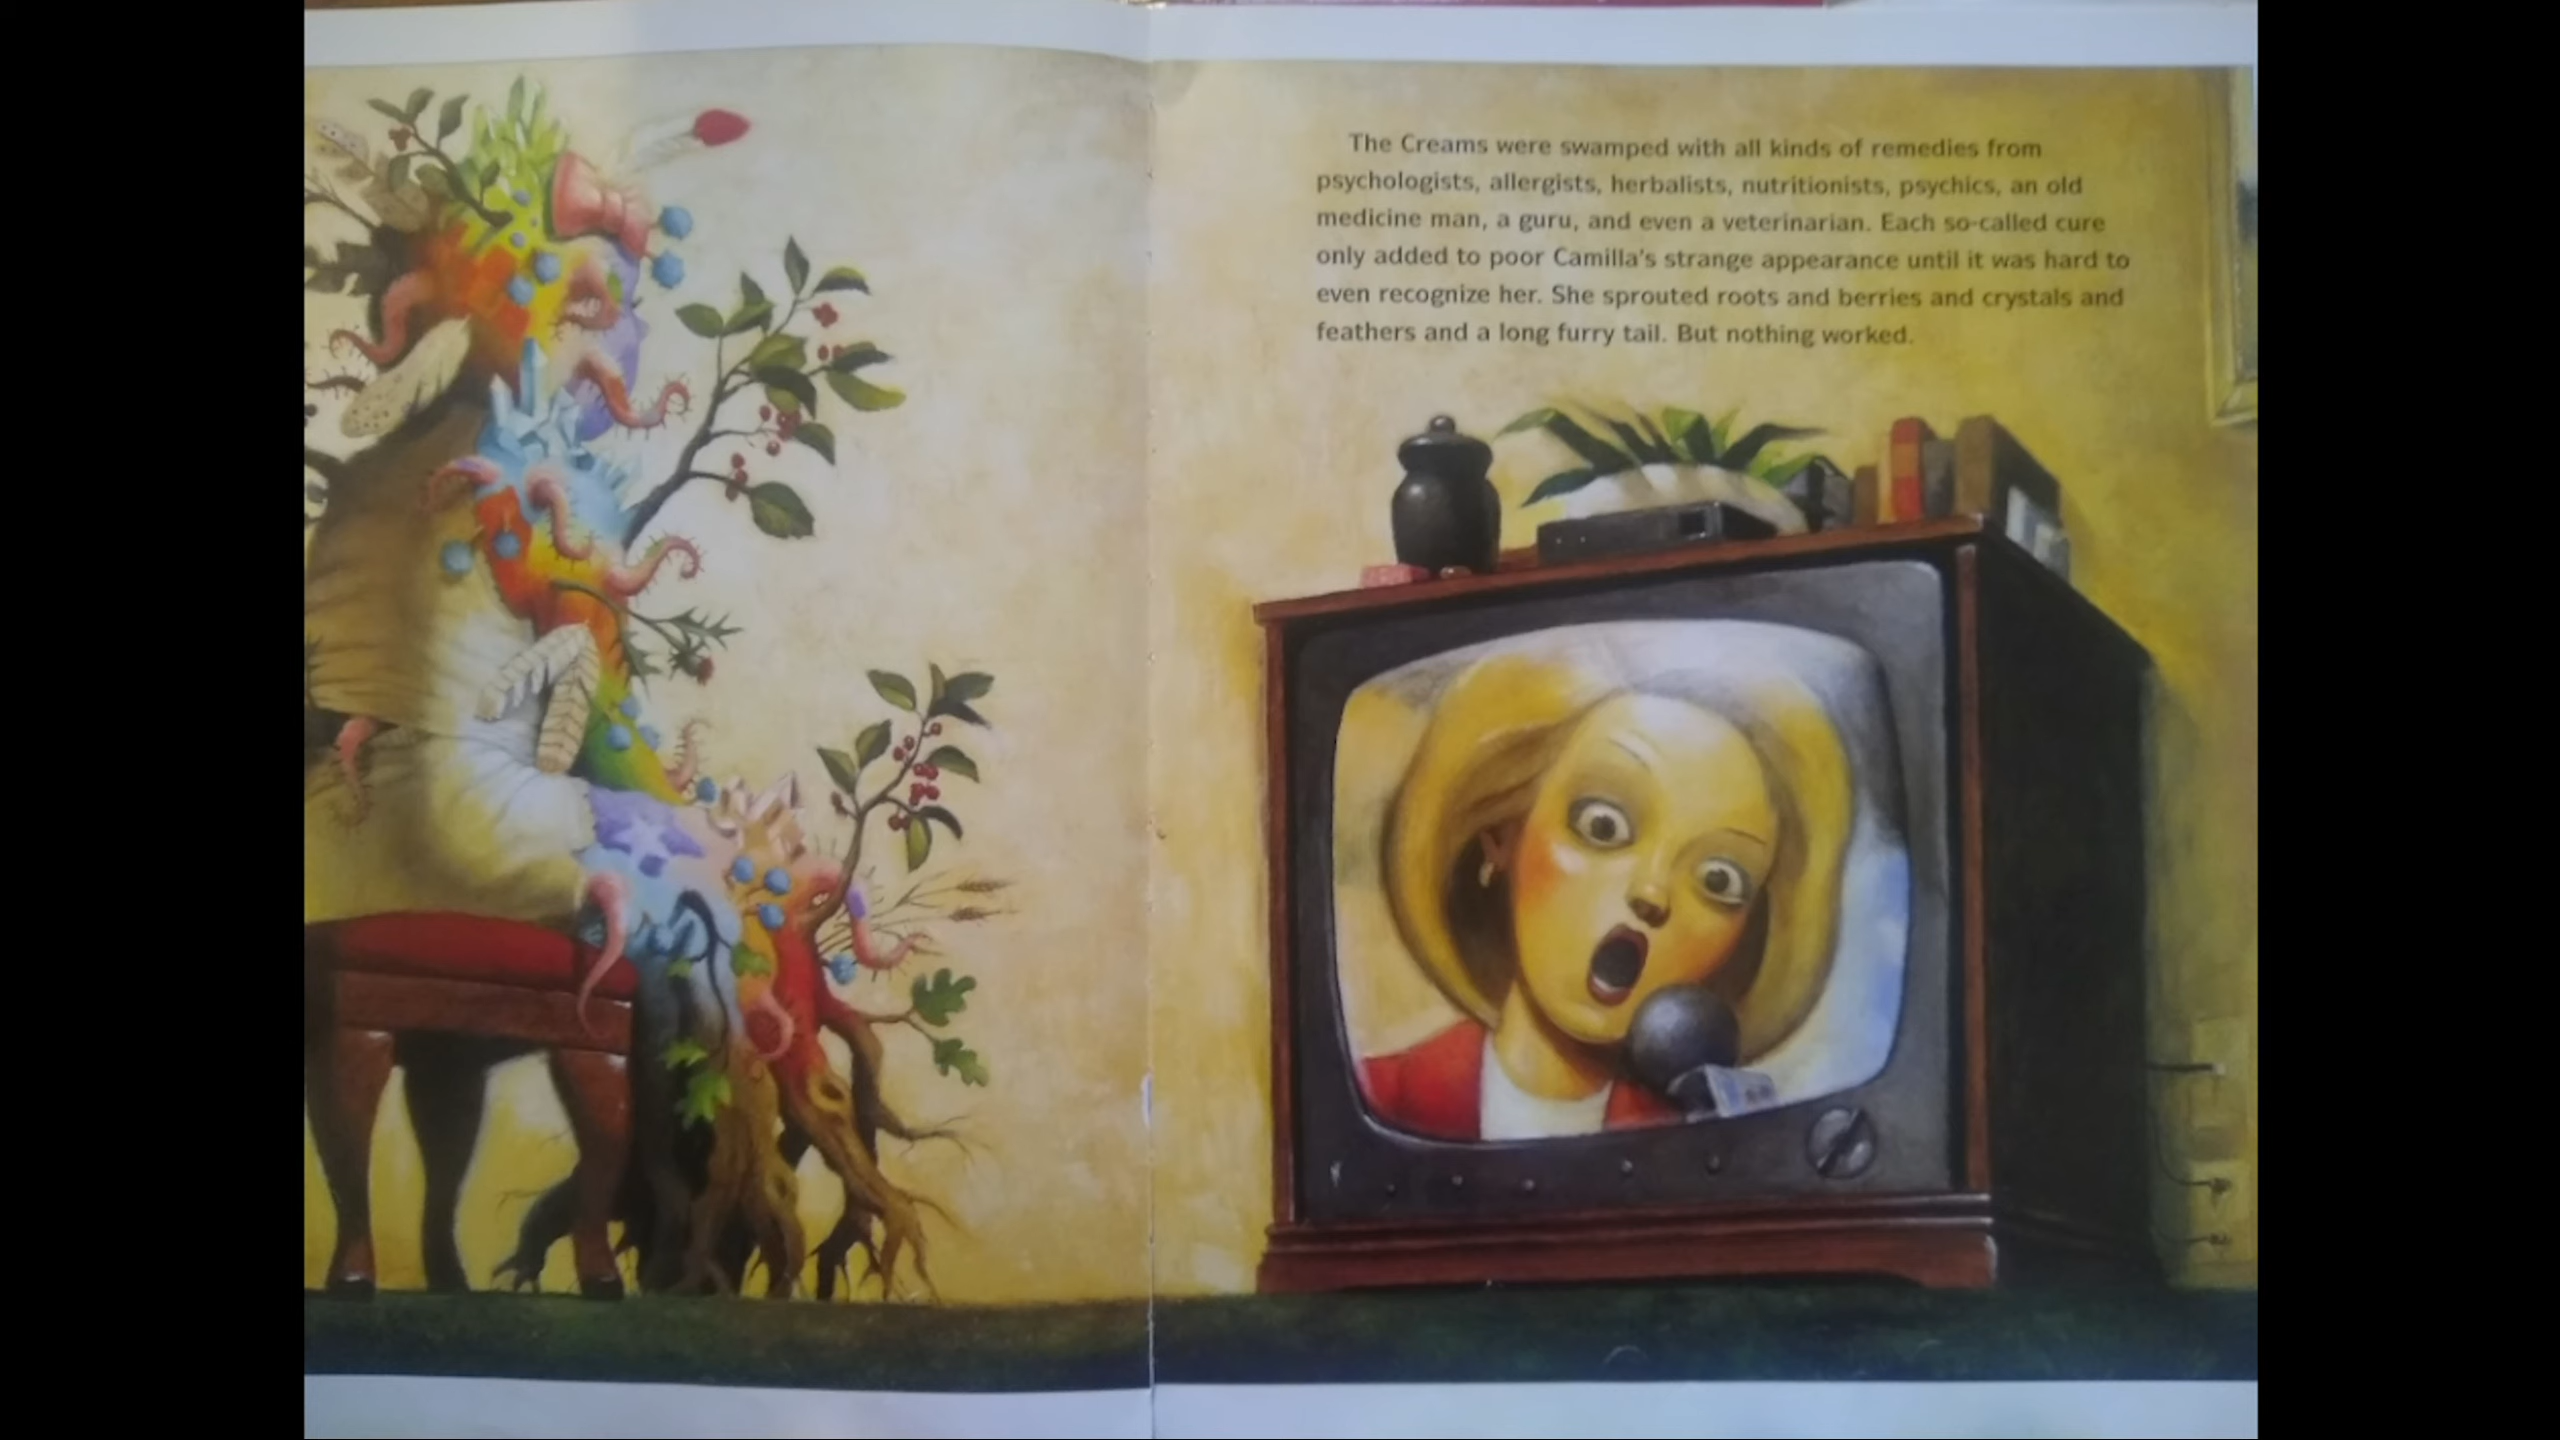 The Creams were swamped with all kinds of remedies from
psychologists, allergists, herbalists, nutritionists, psychics, an old
medicine man, a guru, and even a veterinarian. Each so-called cure
only added to poor Camilla's strange appearance until it was hard to
even recognize her. She sprouted roots and berries and crystals and
feathers and a long furry tail. But nothing worked.